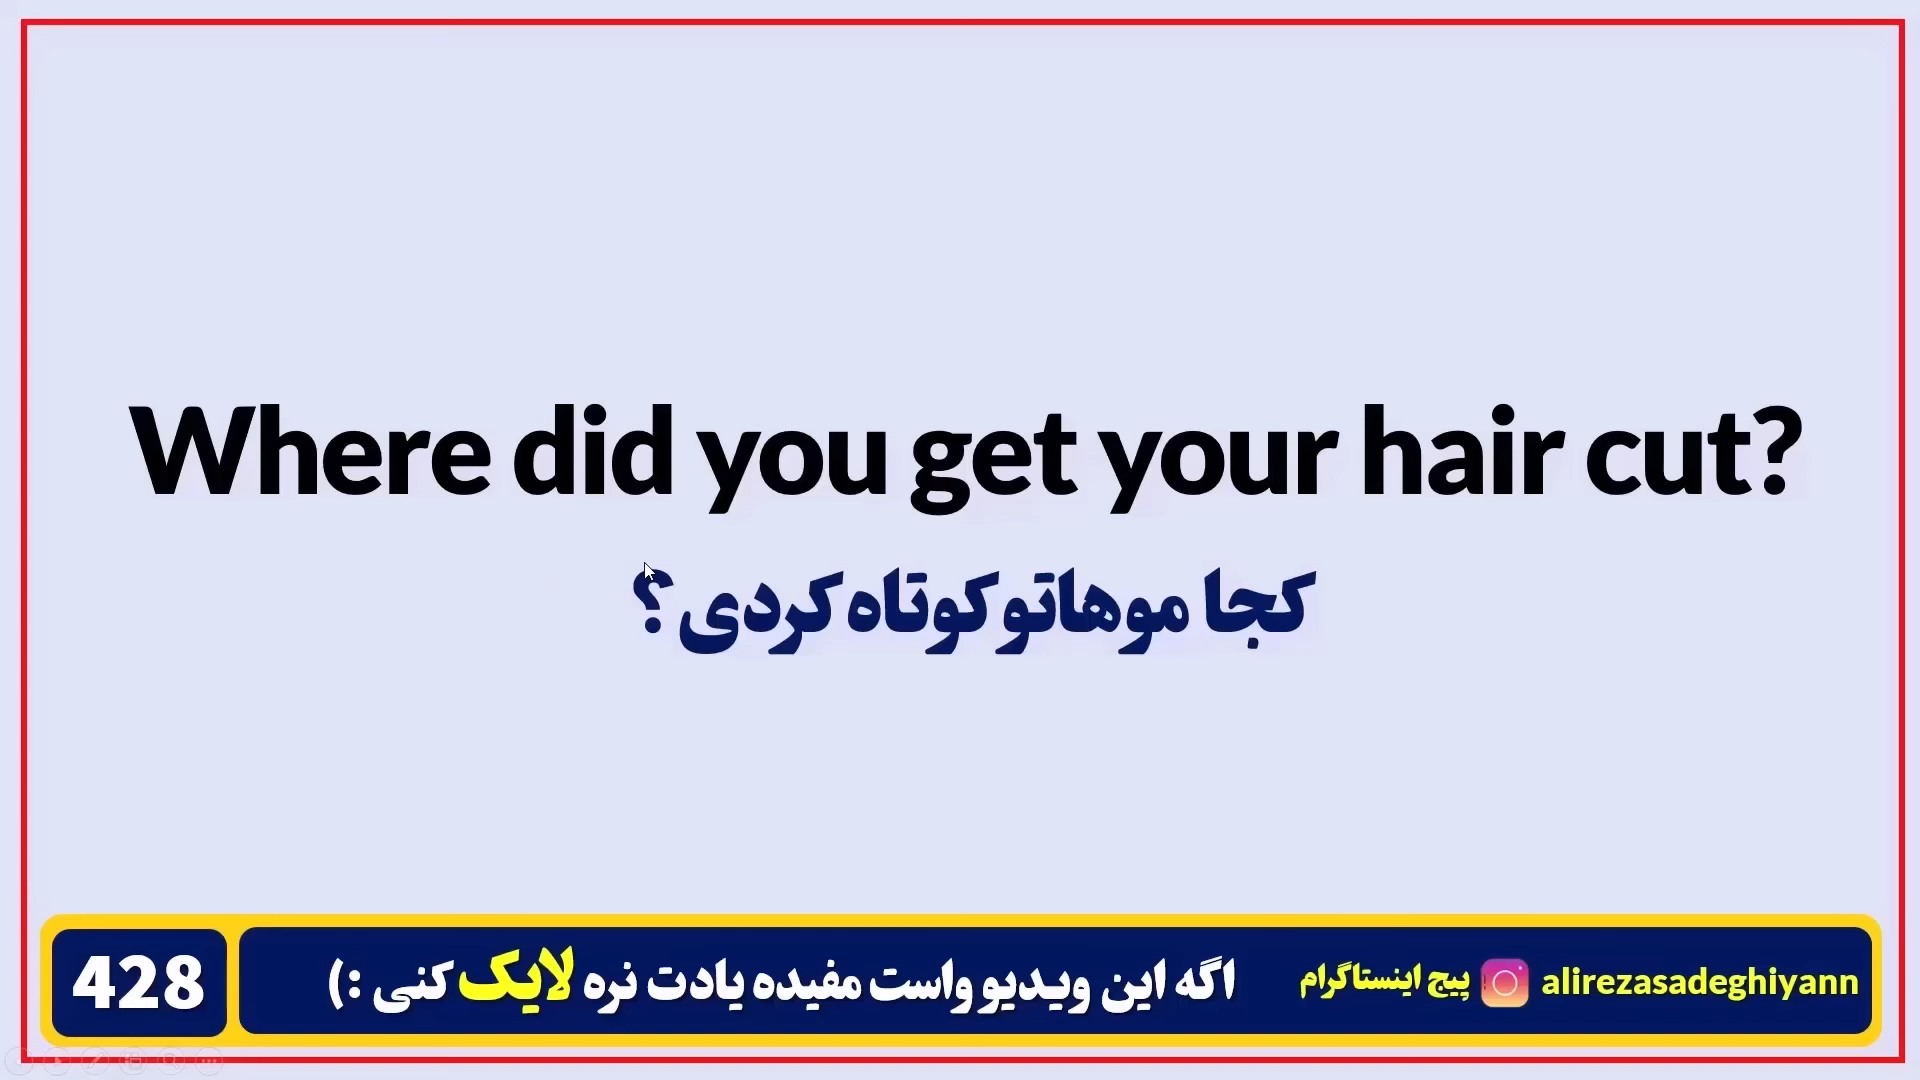 Where did you get your hair cut?
کجا موهاتو کوتاه کردی؟
428
اگه این ویدیو واست مفیده یادت نره لایک کنی :)
پیج اینستاگرام
alirezasadeghiyann